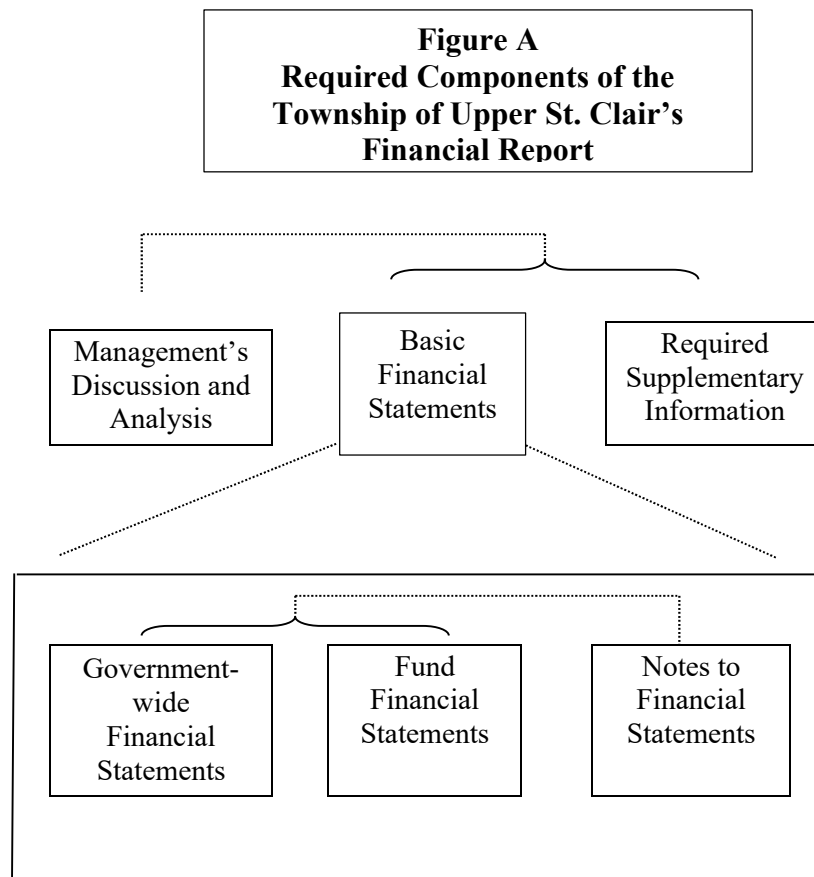 Figure A
Required Components of the
Township of Upper St. Clair’s
Financial Report
Management’s
Discussion and
Analysis
Basic
Financial
Statements
Required
Supplementary
Information
Government-
wide
Financial
Statements
Fund
Financial
Statements
Notes to
Financial
Statements